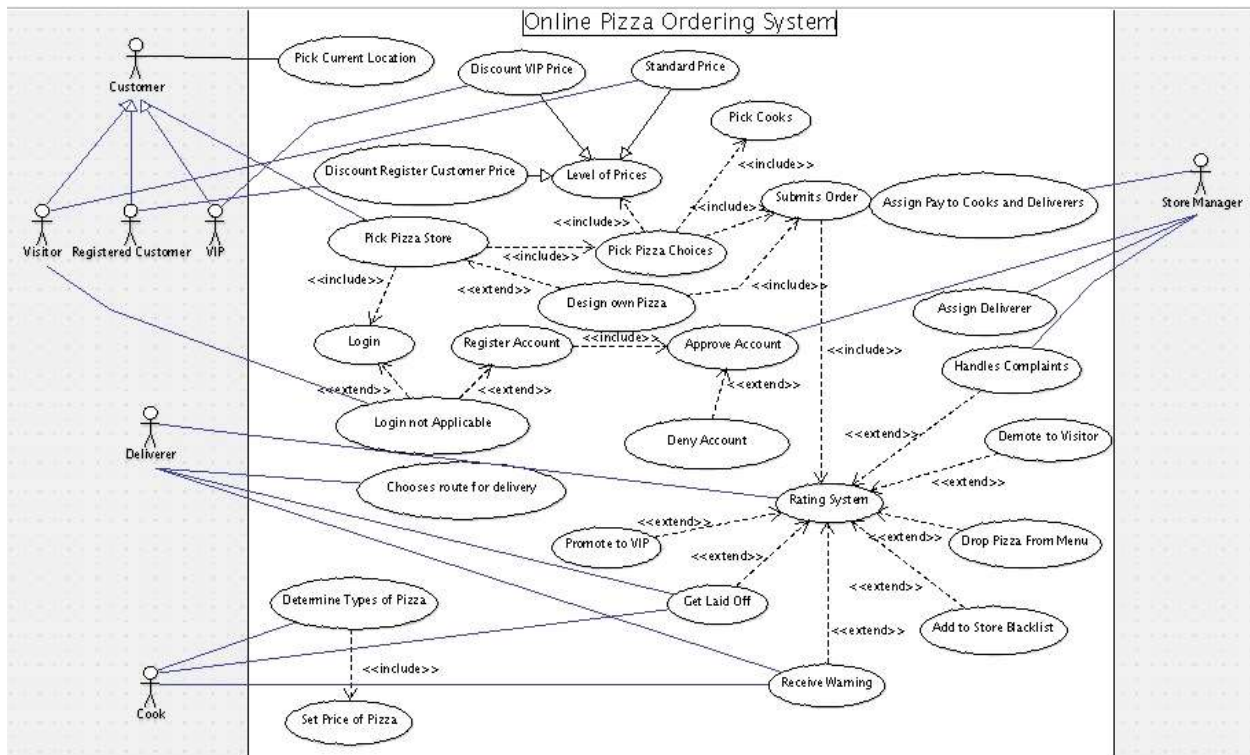 Online Pizza Ordering System
Pick Current Location
Customer
Discount VIP Price
Standard Price
Pick Cooks
<<include>>
Discount Register Customer Price
Level of Prices
Submits Order
Assign Pay to Cooks and Deliverers
Store Manager
Visitor
Registered Customer
VIP
Pick Pizza Store
<<include>>
<<include>>
<<include>>
Pick Pizza Choices
<<include>>
<<extend>>
Design own Pizza
<<include>>
Assign Deliverer
Login
Register Account
<<include>>
Approve Account
<<include>>
Handles Complaints
<<extend>>
<<extend>>
<<extend>>
Login not Applicable
Deny Account
<<extend>>
Demote to Visitor
Deliverer
Chooses route for delivery
<<extend>>
Rating System
<<extend>>
<<extend>>
Promote to VIP
<<extend>>
Drop Pizza From Menu
<<extend>>
Determine Types of Pizza
Get Laid Off
<<extend>>
Add to Store Blacklist
<<include>>
Receive Warning
Cook
Set Price of Pizza